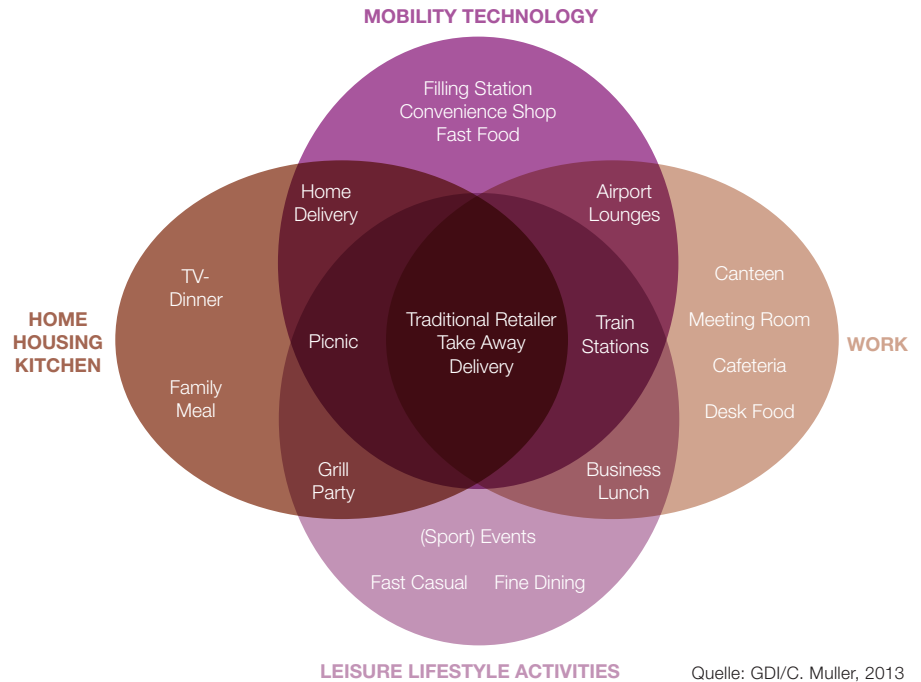 MOBILITY TECHNOLOGY
Filling Station
Convenience Shop
Fast Food
Home
Delivery
Airport
Lounges
TV-
Dinner
Canteen
Meeting Room
HOME
HOUSING
KITCHEN
Picnic
Traditional Retailer
Take Away
Delivery
Train
Stations
WORK
Cafeteria
Family
Meal
Desk Food
Grill
Party
Business
Lunch
(Sport) Events
Fast Casual
Fine Dining
LEISURE LIFESTYLE ACTIVITIES
Quelle: GDI/C. Muller, 2013